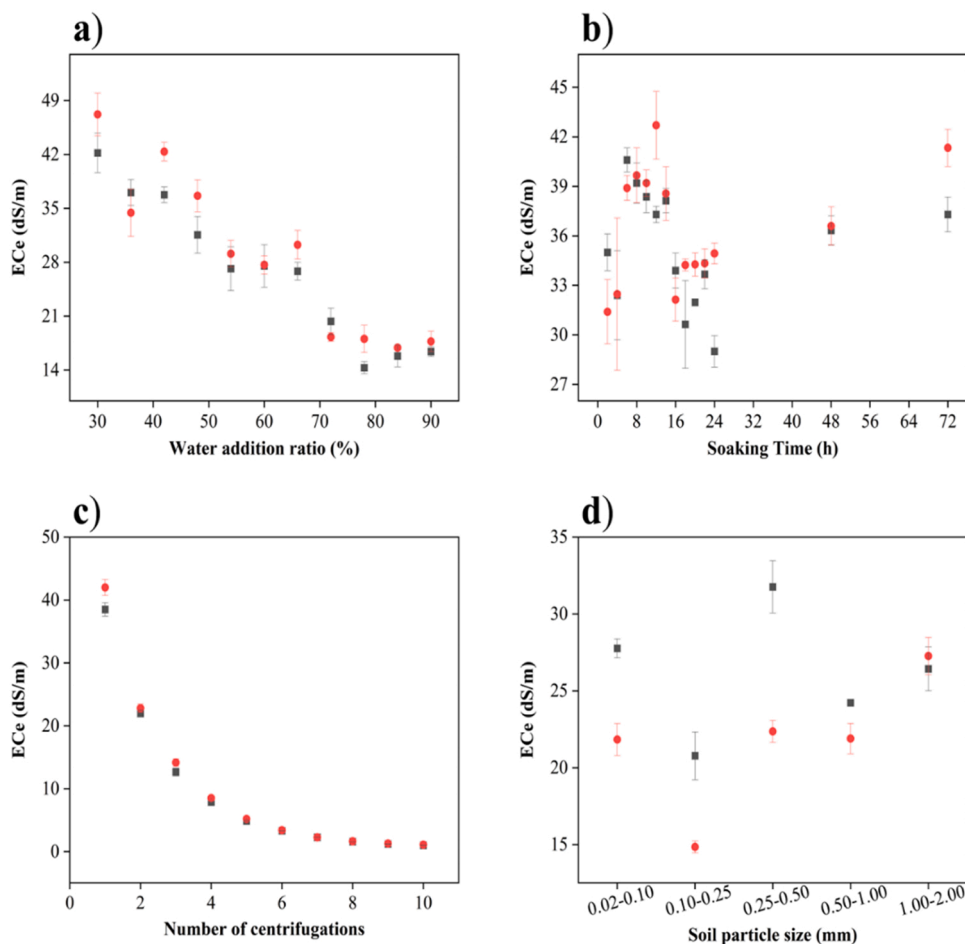 a)
ECe (dS/m)
49
42
35
28
21
14
30 40 50 60 70 80 90
Water addition ratio (%)
b)
ECe (dS/m)
45
42
39
36
33
30
27
0 8 16 24 32 40 48 56 64 72
Soaking Time (h)
c)
ECe (dS/m)
50
40
30
20
10
0
0 2 4 6 8 10
Number of centrifugations
d)
ECe (dS/m)
35
30
25
20
15
0.02-0.10 0.10-0.25 0.25-0.50 0.50-1.00 1.00-2.00
Soil particle size (mm)